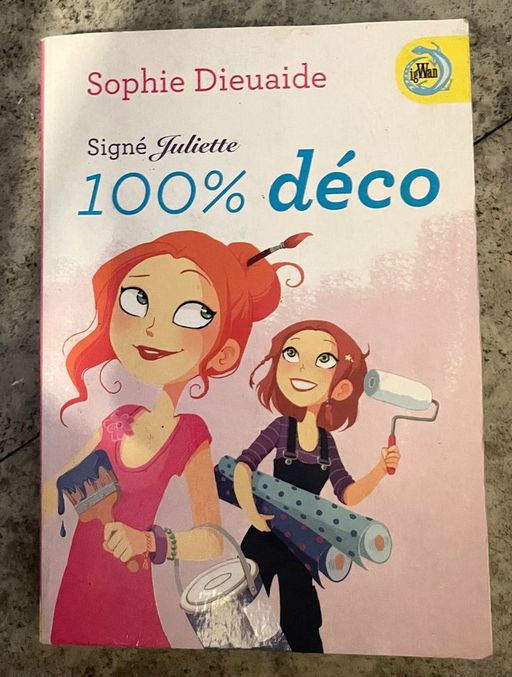 Sophie Dieuaide
igWan
Signé Juliette
100% déco